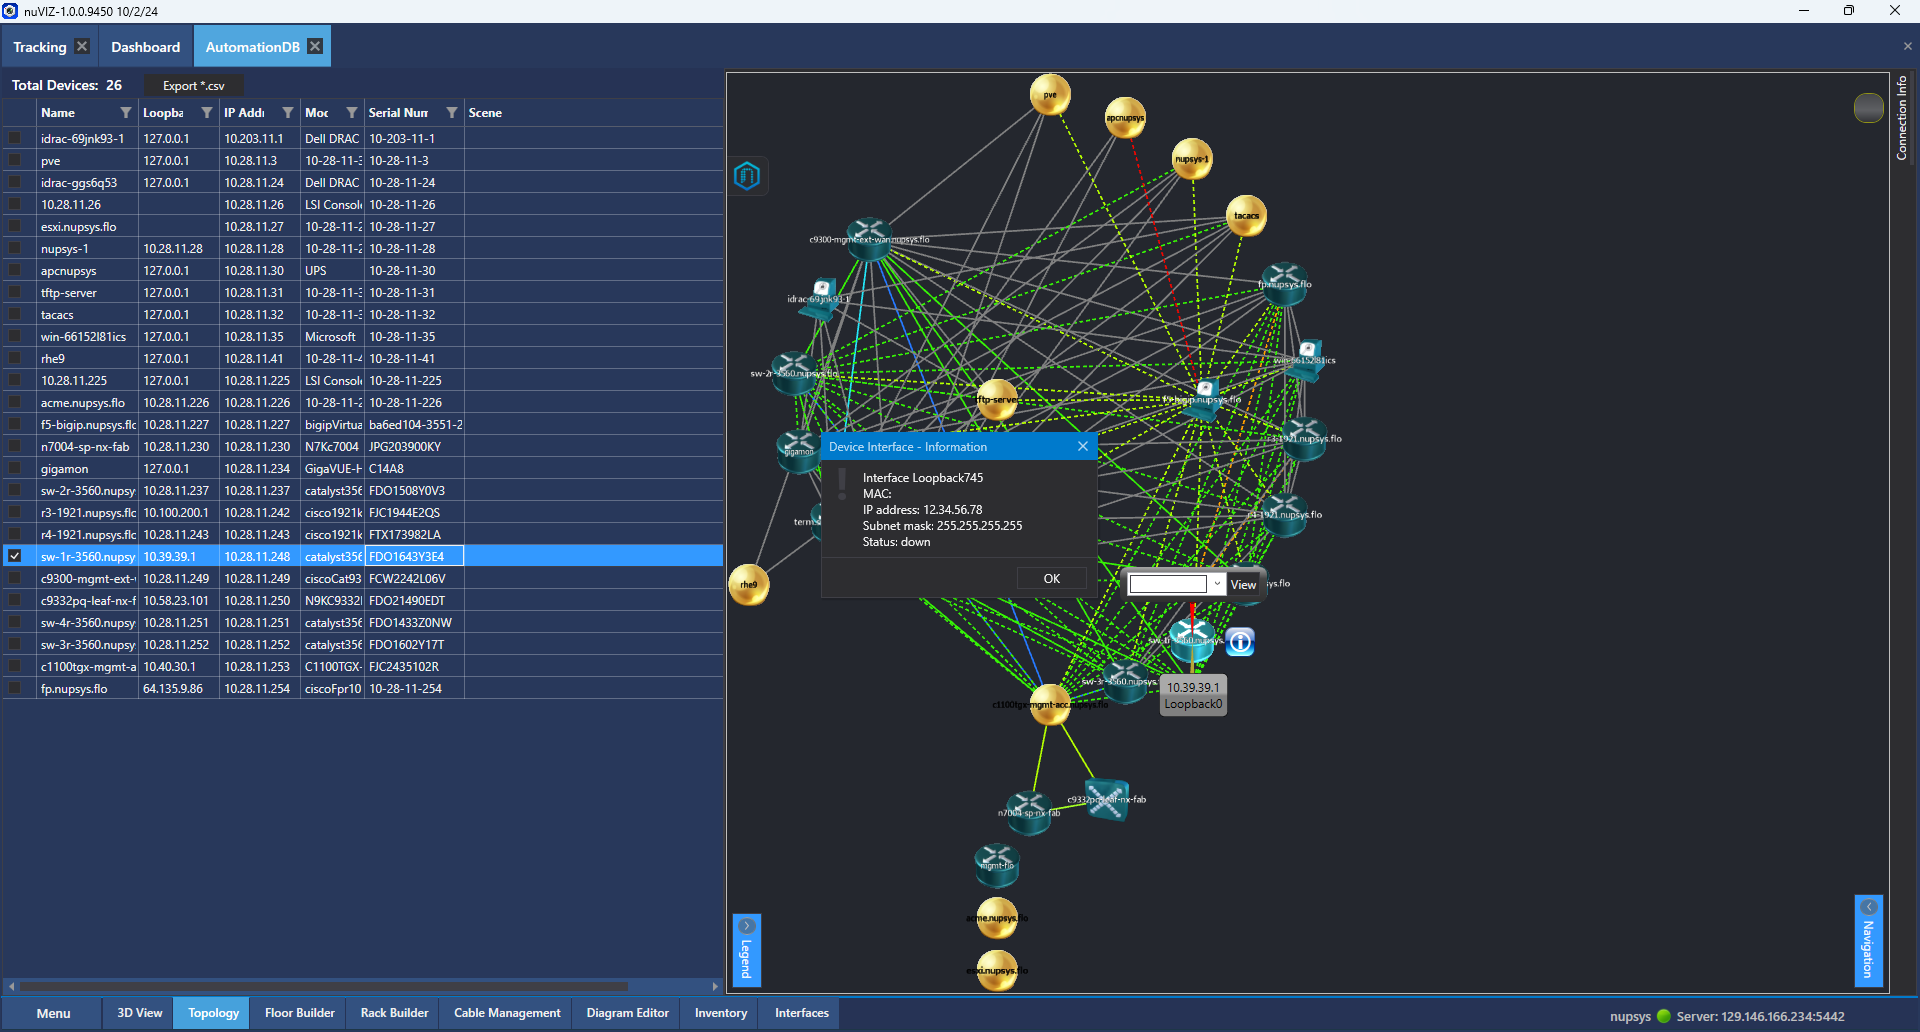 nuVIZ-1.0.0.9450 10/2/24
Tracking Dashboard AutomationDB
Total Devices: 26 Export *.csv
Name Loopba IP Addı Moc Serial Num Scene
idrac-69jnk93-1 127.0.0.1 10.203.11.1 Dell DRAC 10-203-11-1
pve 127.0.0.1 10.28.11.3 10-28-11-3 10-28-11-3
idrac-ggs6q53 127.0.0.1 10.28.11.24 Dell DRAC 10-28-11-24
10.28.11.26 10.28.11.26 LSI Consol 10-28-11-26
esxi.nupsys.flo 10.28.11.27 10-28-11-2 10-28-11-27
nupsys-1 10.28.11.28 10.28.11.28 10-28-11-2 10-28-11-28
apcnupsys 127.0.0.1 10.28.11.30 UPS 10-28-11-30
tftp-server 127.0.0.1 10.28.11.31 10-28-11-3 10-28-11-31
tacacs 127.0.0.1 10.28.11.32 10-28-11-3 10-28-11-32
win-66152l81ics 127.0.0.1 10.28.11.35 Microsoft 10-28-11-35
rhe9 127.0.0.1 10.28.11.41 10-28-11-4 10-28-11-41
10.28.11.225 127.0.0.1 10.28.11.225 LSI Consol 10-28-11-225
acme.nupsys.flo 10.28.11.226 10.28.11.226 10-28-11-2 10-28-11-226
f5-bigip.nupsys.flc 10.28.11.227 10.28.11.227 bigipVirtua ba6ed104-3551-2
n7004-sp-nx-fab 10.28.11.230 10.28.11.230 N7Kc7004 JPG203900KY
gigamon 127.0.0.1 10.28.11.234 GigaVUE-H C14A8
sw-2r-3560.nupsy 10.28.11.237 10.28.11.237 catalyst356 FDO1508Y0V3
r3-1921.nupsys.flc 10.100.200.1 10.28.11.242 cisco1921k FJC1944E2QS
r4-1921.nupsys.flc 10.28.11.243 10.28.11.243 cisco1921k FTX173982LA
sw-1r-3560.nupsy 10.39.39.1 10.28.11.248 catalyst356 FDO1643Y3E4
c9300-mgmt-ext- 10.28.11.249 10.28.11.249 ciscoCat93 FCW2242L06V
c9332pq-leaf-nx-f 10.58.23.101 10.28.11.250 N9KC9332I FDO21490EDT
sw-4r-3560.nupsy 10.28.11.251 10.28.11.251 catalyst356 FDO1433Z0NW
sw-3r-3560.nupsy 10.28.11.252 10.28.11.252 catalyst356 FDO1602Y17T
c1100tgx-mgmt-a 10.40.30.1 10.28.11.253 C1100TGX- FJC2435102R
fp.nupsys.flo 64.135.9.86 10.28.11.254 ciscoFpr10 10-28-11-254
pve
apcnupsys
nupsys-1
tacacs
c9300-mgmt-ext-wan.nupsys.flo
fp.nupsys.flo
idrac-69jnk93-1
win-66152l81ics
sw-2r-3560.nupsys.flo
tftp-serve
r3-1921.nupsys.flo
gigamon
Device Interface - Information
Interface Loopback745
MAC:
IP address: 12.34.56.78
Subnet mask: 255.255.255.255
Status: down
OK
r4-1921.nupsys.flo
rhe9
View
sys.flo
sw-1r-3560.nupsys.
sw-3r-3560.nupsys.
10.39.39.1
Loopback0
c1100tgx-mgmt-acc.nupsys.flo
c9332pq-leaf-nx-fab
n7004-sp-nx-fab
mgmt-flo
acme.nupsys.flo
esxi.nupsys.flo
Connection Info
Legend
Navigation
Menu 3D View Topology Floor Builder Rack Builder Cable Management Diagram Editor Inventory Interfaces
nupsys Server: 129.146.166.234:5442